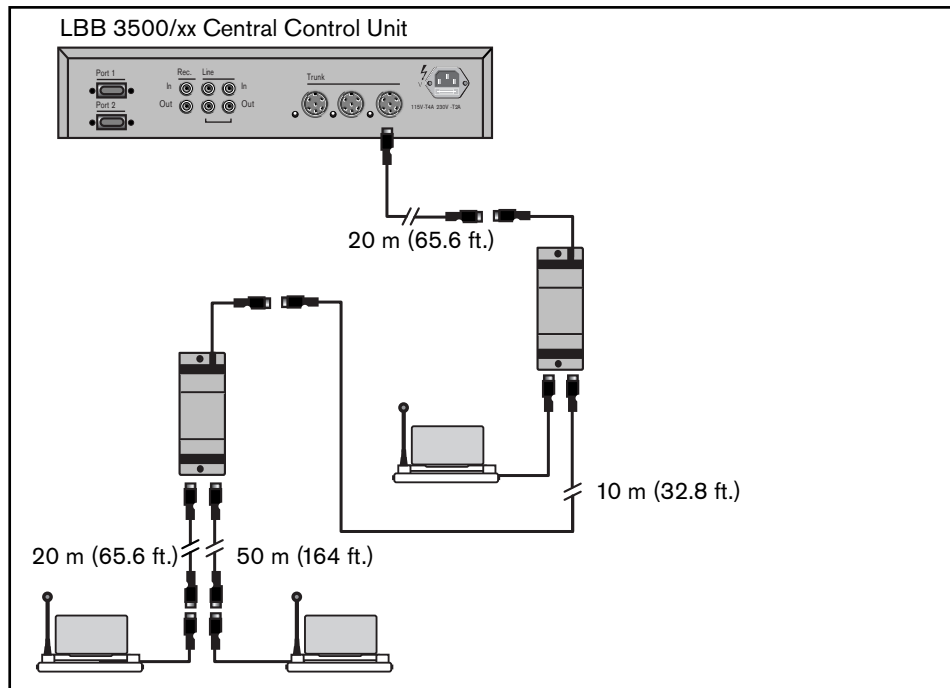 LBB 3500/xx Central Control Unit
Port 1
Rec.
Line
Trunk
In
In
Port 2
Out
Out
115V-T4A 230V -T2A
20 m (65.6 ft.)
10 m (32.8 ft.)
20 m (65.6 ft.)
50 m (164 ft.)